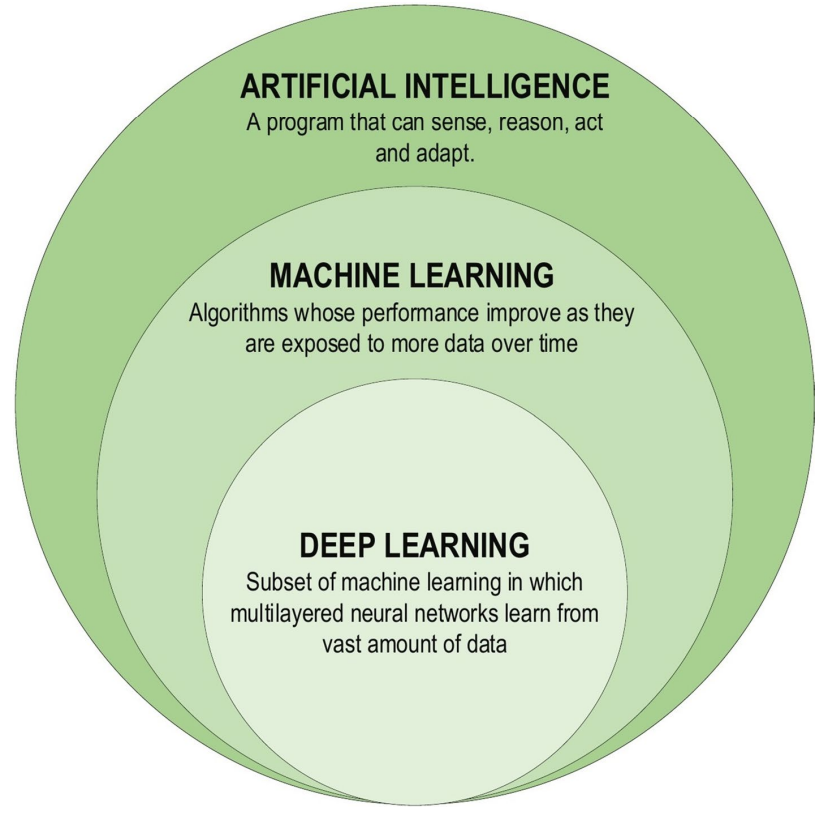 ARTIFICIAL INTELLIGENCE
A program that can sense, reason, act
and adapt.
MACHINE LEARNING
Algorithms whose performance improve as they
are exposed to more data over time
DEEP LEARNING
Subset of machine learning in which
multilayered neural networks learn from
vast amount of data